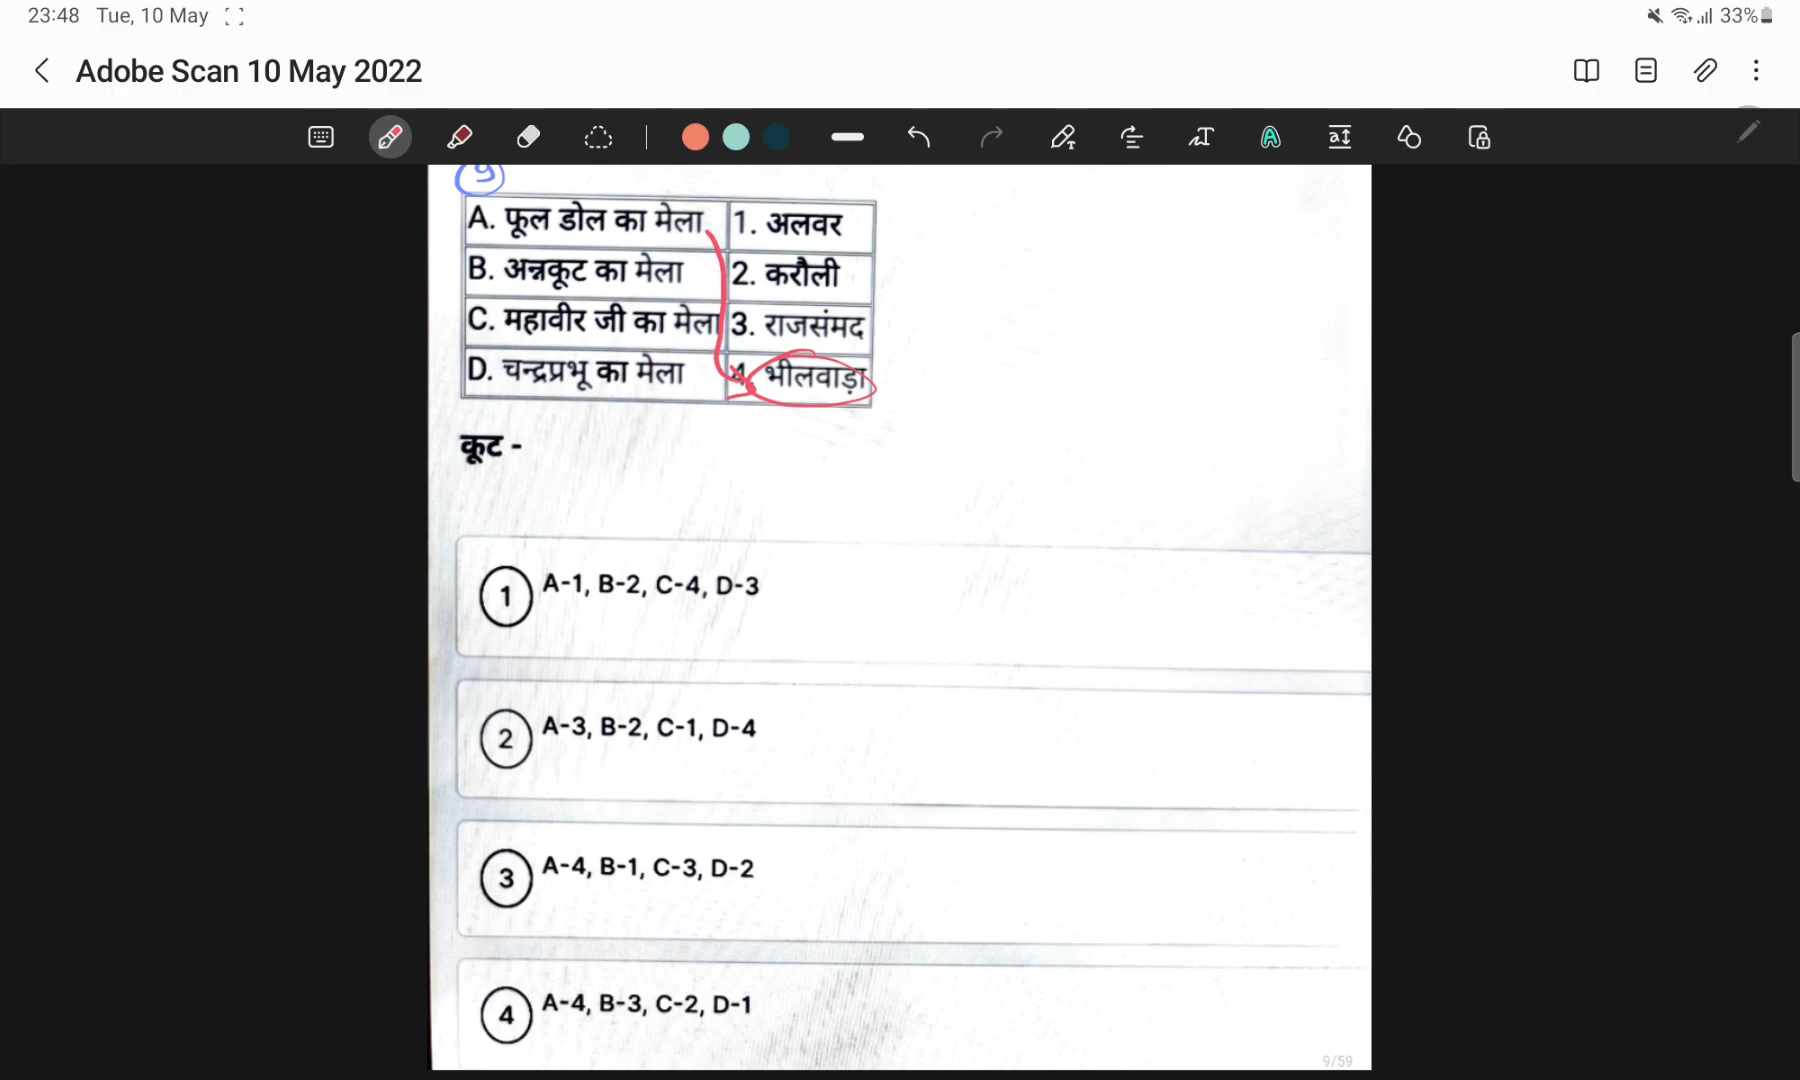 23:48 Tue, 10 May 33%
Adobe Scan 10 May 2022
9
A. फूल डोल का मेला 1. अलवर
B. अन्नकूट का मेला 2. करौली
C. महावीर जी का मेला 3. राजसंमद
D. चन्द्रप्रभू का मेला 4. भीलवाड़ा
कूट -
1 A-1, B-2, C-4, D-3
2 A-3, B-2, C-1, D-4
3 A-4, B-1, C-3, D-2
4 A-4, B-3, C-2, D-1
9/59